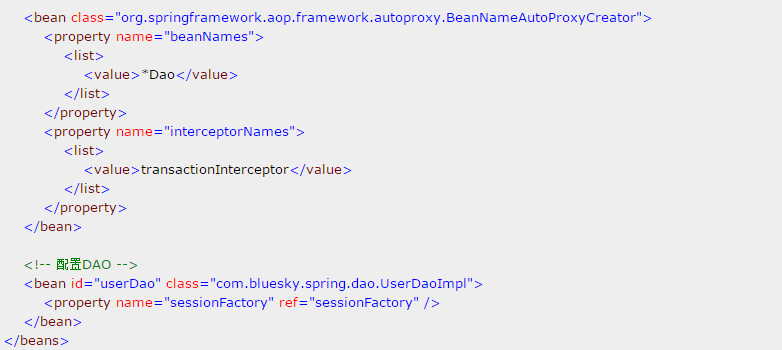 <bean class="org.springframework.aop.framework.autoproxy.BeanNameAutoProxyCreator">
<property name="beanNames">
<list>
<value>*Dao</value>
</list>
</property>
<property name="interceptorNames">
<list>
<value>transactionInterceptor</value>
</list>
</property>
</bean>
<!-- 配置DAO -->
<bean id="userDao" class="com.bluesky.spring.dao.UserDaoImpl">
<property name="sessionFactory" ref="sessionFactory" />
</bean>
</beans>